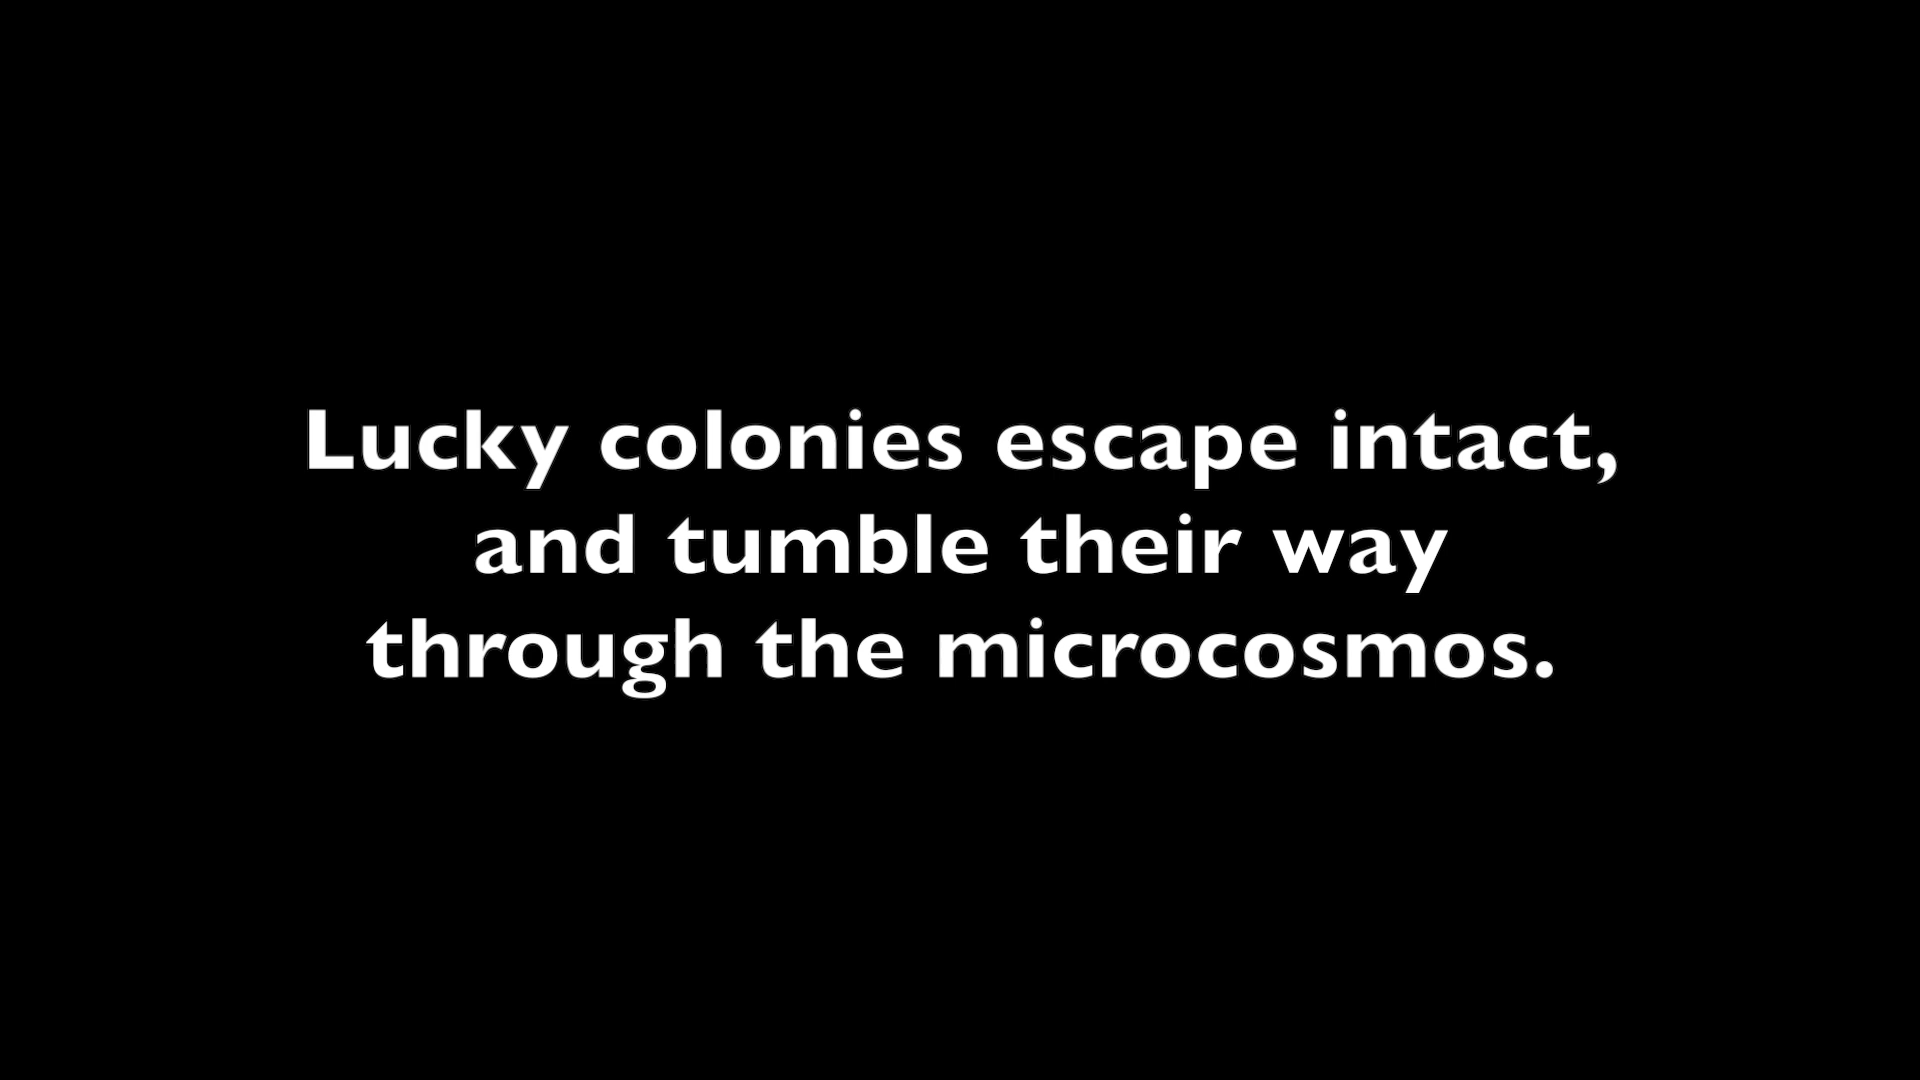 Lucky colonies escape intact,
and tumble their way
through the microcosmos.